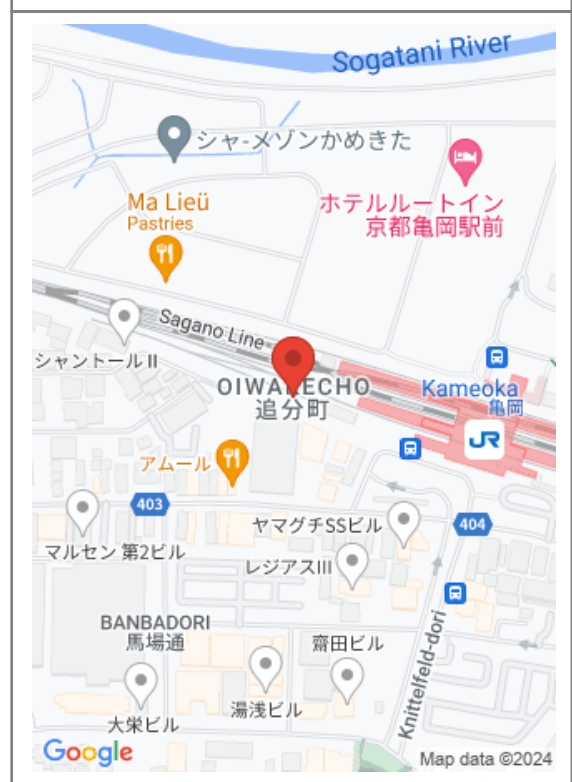 Sogatani River
シャ-メゾンかめきた
Ma Lieü
Pastries
ホテルルートイン
京都亀岡駅前
Sagano Line
シャントールⅡ
OIWAKECHO
追分町
Kameoka
亀岡
JR
アムール
403
ヤマグチSSビル
404
マルセン 第2ビル
レジアスIII
BANBADORI
馬場通
齋田ビル
Knittelfeld-dori
湯浅ビル
大栄ビル
Google
Map data ©2024